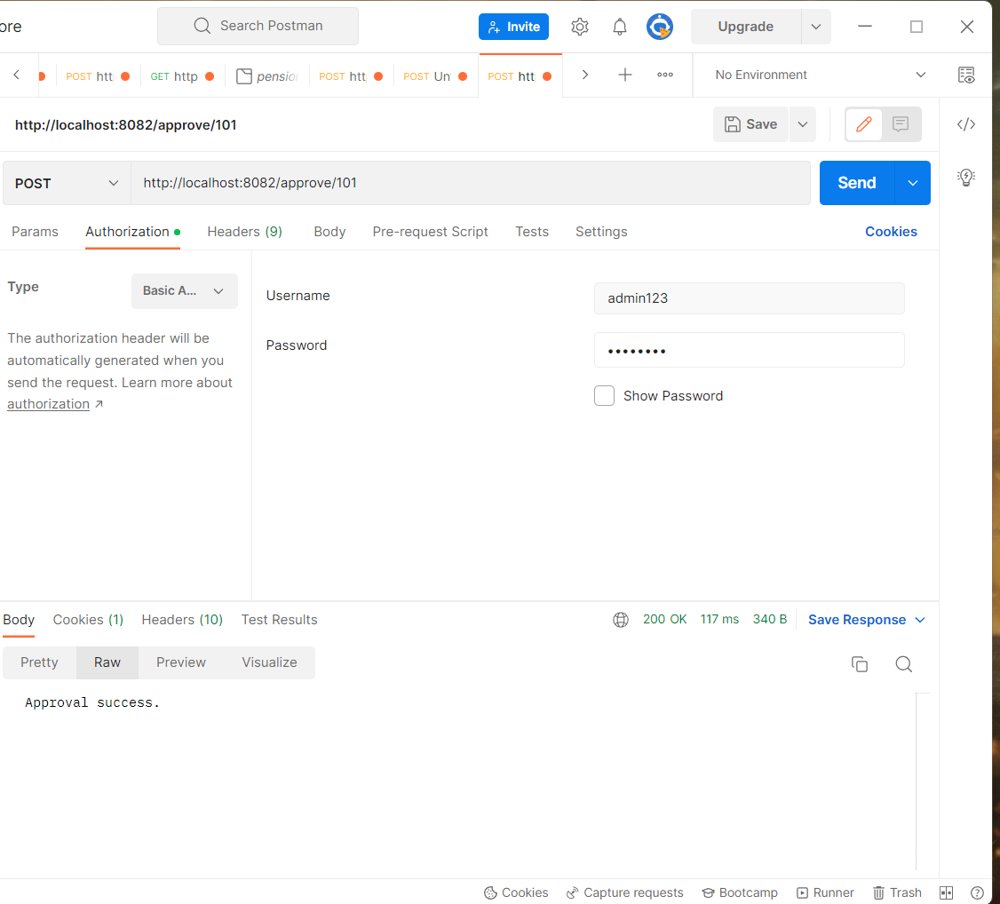 ore
Search Postman
Invite
Upgrade
POST htt
GET http
pensio
POST htt
POST Un
POST htt
No Environment
http://localhost:8082/approve/101
Save
POST
http://localhost:8082/approve/101
Send
Params
Authorization
Headers (9)
Body
Pre-request Script
Tests
Settings
Cookies
Type
Basic A...
The authorization header will be
automatically generated when you
send the request. Learn more about
authorization ↗
Username
admin123
Password
••••••••
Show Password
Body
Cookies (1)
Headers (10)
Test Results
200 OK
117 ms
340 B
Save Response
Pretty
Raw
Preview
Visualize
Approval success.
Cookies
Capture requests
Bootcamp
Runner
Trash